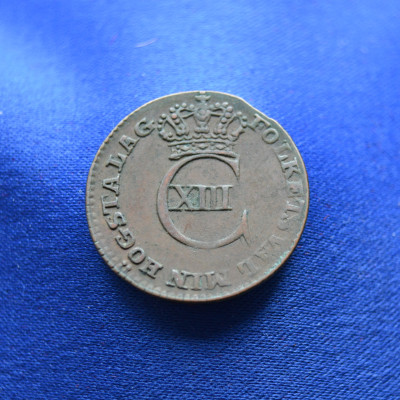 FOLKETS VÄL MIN HÖGSTA LAG.
C
XIII